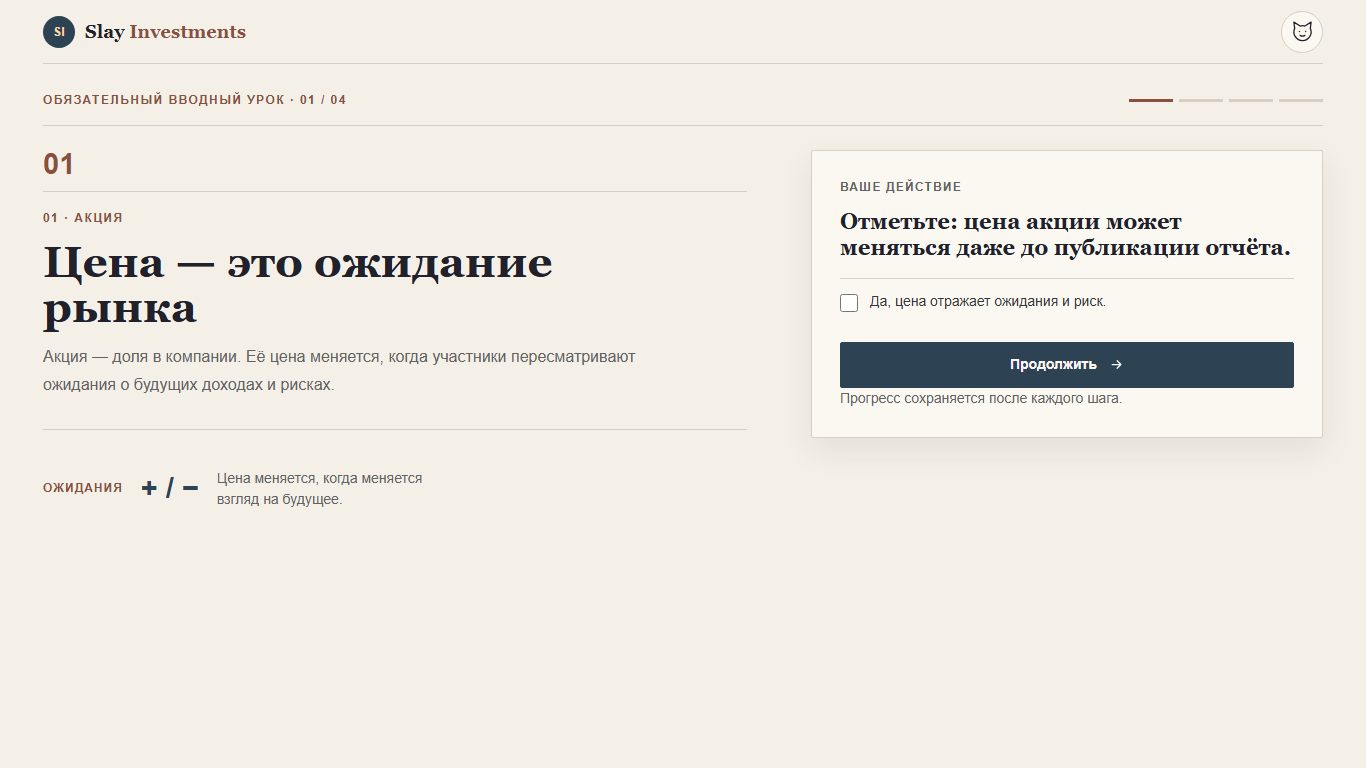 SI Slay Investments
ОБЯЗАТЕЛЬНЫЙ ВВОДНЫЙ УРОК · 01 / 04
01
01 · АКЦИЯ
Цена — это ожидание
рынка
Акция — доля в компании. Её цена меняется, когда участники пересматривают
ожидания о будущих доходах и рисках.
ОЖИДАНИЯ + / −
Цена меняется, когда меняется
взгляд на будущее.
ВАШЕ ДЕЙСТВИЕ
Отметьте: цена акции может
меняться даже до публикации отчёта.
Да, цена отражает ожидания и риск.
Продолжить →
Прогресс сохраняется после каждого шага.